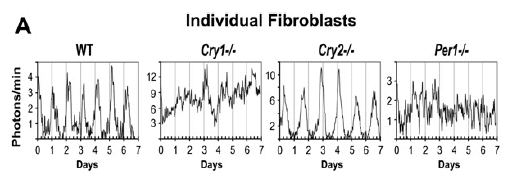 A
Individual Fibroblasts
WT
Cry1-/-
Cry2-/-
Per1-/-
Photons/min
4
3
2
1
0 1 2 3 4 5 6 7
Days
12
9
6
3
0 1 2 3 4 5 6 7
Days
10
6
2
0 1 2 3 4 5 6 7
Days
3
2
1
0 1 2 3 4 5 6 7
Days